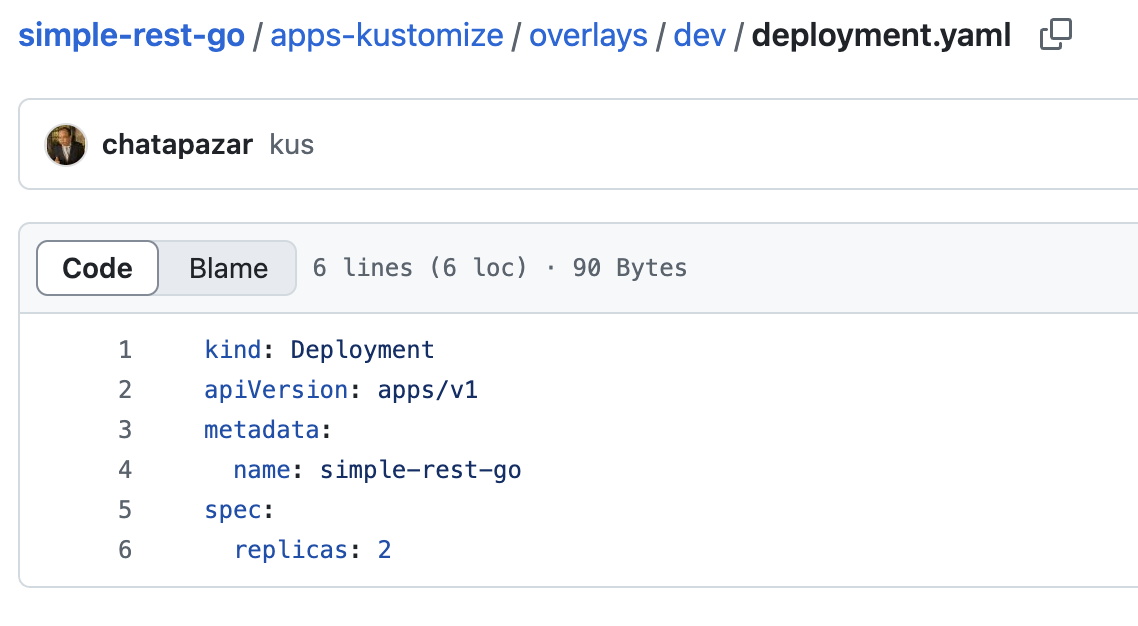 simple-rest-go / apps-kustomize / overlays / dev / deployment.yaml
chatapazar kus
Code Blame 6 lines (6 loc) · 90 Bytes
1 kind: Deployment
2 apiVersion: apps/v1
3 metadata:
4   name: simple-rest-go
5 spec:
6   replicas: 2